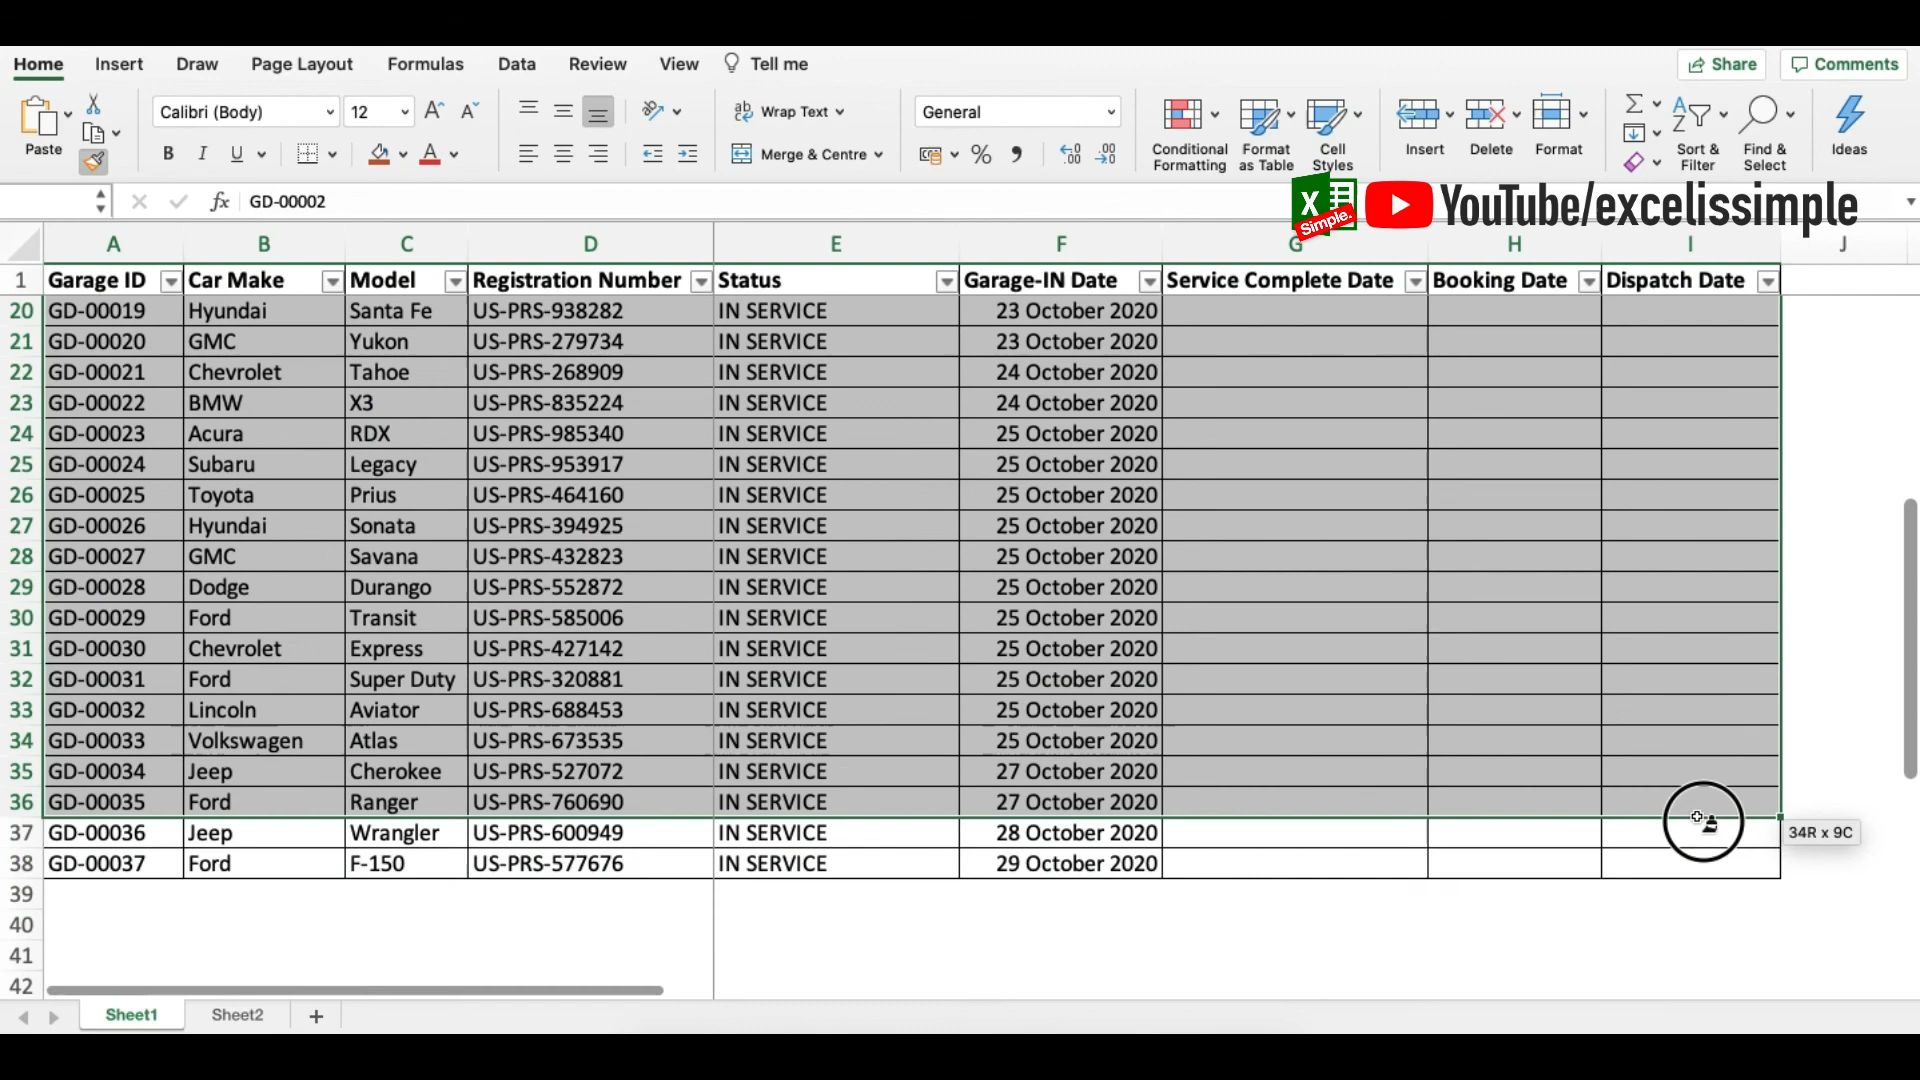 Home Insert Draw Page Layout Formulas Data Review View Tell me Share Comments
Calibri (Body) 12 Wrap Text General
Paste B I U Merge & Centre % Conditional Formatting Format as Table Cell Styles Insert Delete Format Sort & Filter Find & Select Ideas
fx GD-00002
X Simple. YouTube/excelissimple
A B C D E F G H I J
1 Garage ID Car Make Model Registration Number Status Garage-IN Date Service Complete Date Booking Date Dispatch Date
20 GD-00019 Hyundai Santa Fe US-PRS-938282 IN SERVICE 23 October 2020
21 GD-00020 GMC Yukon US-PRS-279734 IN SERVICE 23 October 2020
22 GD-00021 Chevrolet Tahoe US-PRS-268909 IN SERVICE 24 October 2020
23 GD-00022 BMW X3 US-PRS-835224 IN SERVICE 24 October 2020
24 GD-00023 Acura RDX US-PRS-985340 IN SERVICE 25 October 2020
25 GD-00024 Subaru Legacy US-PRS-953917 IN SERVICE 25 October 2020
26 GD-00025 Toyota Prius US-PRS-464160 IN SERVICE 25 October 2020
27 GD-00026 Hyundai Sonata US-PRS-394925 IN SERVICE 25 October 2020
28 GD-00027 GMC Savana US-PRS-432823 IN SERVICE 25 October 2020
29 GD-00028 Dodge Durango US-PRS-552872 IN SERVICE 25 October 2020
30 GD-00029 Ford Transit US-PRS-585006 IN SERVICE 25 October 2020
31 GD-00030 Chevrolet Express US-PRS-427142 IN SERVICE 25 October 2020
32 GD-00031 Ford Super Duty US-PRS-320881 IN SERVICE 25 October 2020
33 GD-00032 Lincoln Aviator US-PRS-688453 IN SERVICE 25 October 2020
34 GD-00033 Volkswagen Atlas US-PRS-673535 IN SERVICE 25 October 2020
35 GD-00034 Jeep Cherokee US-PRS-527072 IN SERVICE 27 October 2020
36 GD-00035 Ford Ranger US-PRS-760690 IN SERVICE 27 October 2020
37 GD-00036 Jeep Wrangler US-PRS-600949 IN SERVICE 28 October 2020 34R x 9C
38 GD-00037 Ford F-150 US-PRS-577676 IN SERVICE 29 October 2020
39
40
41
42
Sheet1 Sheet2 +